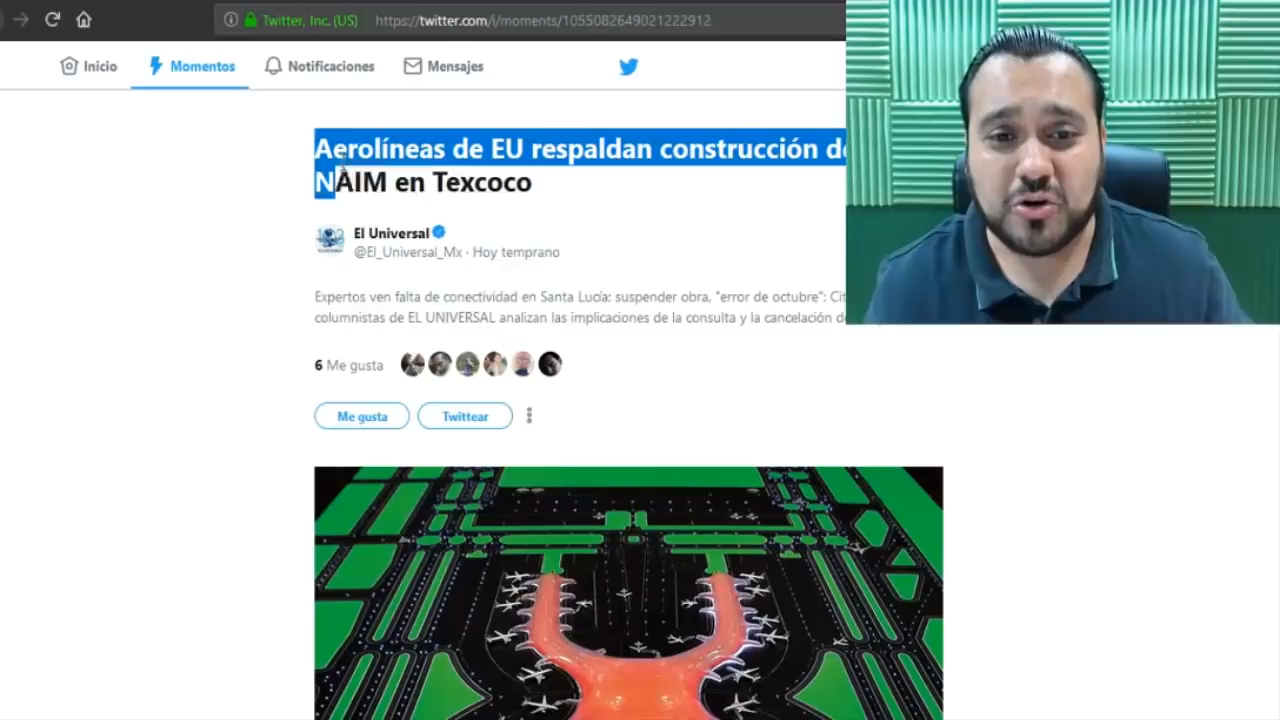 Twitter, Inc. (US) https://twitter.com/i/moments/1055082649021222912
Inicio Momentos Notificaciones Mensajes
Aerolíneas de EU respaldan construcción
NAIM en Texcoco
El Universal
@El_Universal_Mx · Hoy temprano
Expertos ven falta de conectividad en Santa Lucía; suspender obra, "error de octubre":
columnistas de EL UNIVERSAL analizan las implicaciones de la consulta y la cancelación
6 Me gusta
Me gusta Twittear